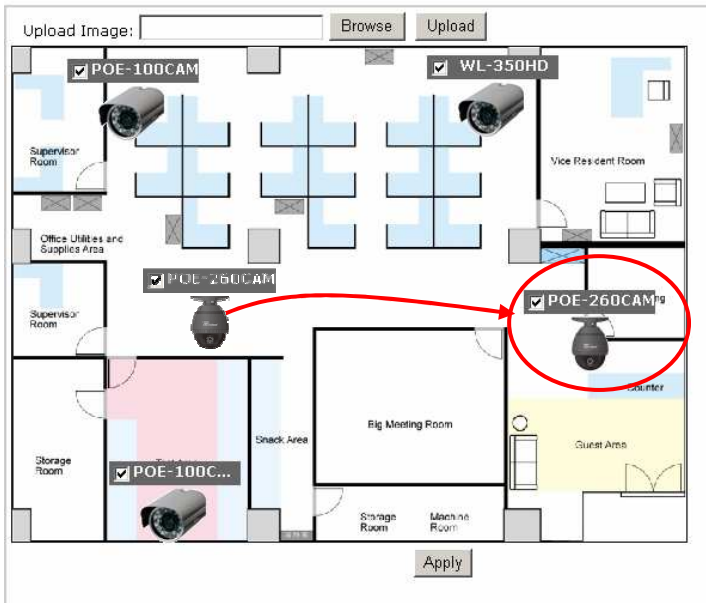 Upload Image:
Browse
Upload
POE-100CAM
WL-350HD
Supervisor
Room
Vice Resident Room
Office Utilities and
Supplies Area
POE-260CAM
POE-260CAM
Supervisor
Room
Counter
Big Meeting Room
Snack Area
Guest Area
Storage
Room
POE-100C...
Storage
Room
Machine
Room
Apply